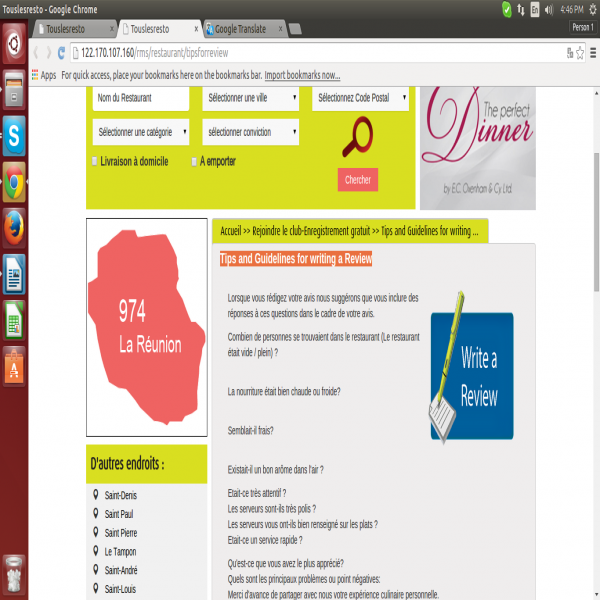 Touslesresto - Google Chrome
En
4:46 PM
Touslesresto
Touslesresto
Google Translate
Person 1
122.170.107.160/rms/restaurant/tipsforreview
Apps For quick access, place your bookmarks here on the bookmarks bar. Import bookmarks now...
Nom du Restaurant
Sélectionner une ville
Sélectionnez Code Postal
Sélectionner une catégorie
sélectionner conviction
Livraison à domicile
A emporter
Chercher
The perfect
Dinner
by E.C. Oxenham & Cy. Ltd.
974
La Réunion
Accueil >> Rejoindre le club-Enregistrement gratuit >> Tips and Guidelines for writing ...
Tips and Guidelines for writing a Review
Lorsque vous rédigez votre avis nous suggérons que vous incluse des
réponses à ces questions dans le cadre de votre avis.
Combien de personnes se trouvaient dans le restaurant (Le restaurant
était vide / plein) ?
La nourriture était bien chaude ou froide?
Semblait-il frais?
Existait-il un bon arôme dans l'air ?
Etait-ce très attentif ?
Les serveurs sont-ils très polis ?
Les serveurs vous ont-ils bien renseigné sur les plats ?
Etait-ce un service rapide ?
Qu'est-ce que vous avez le plus apprécié?
Quels sont les principaux problèmes ou point négatives:
Merci d'avance de partager avec nous votre expérience culinaire personnelle.
Write a
Review
D'autres endroits :
Saint-Denis
Saint Paul
Saint Pierre
Le Tampon
Saint-André
Saint-Louis